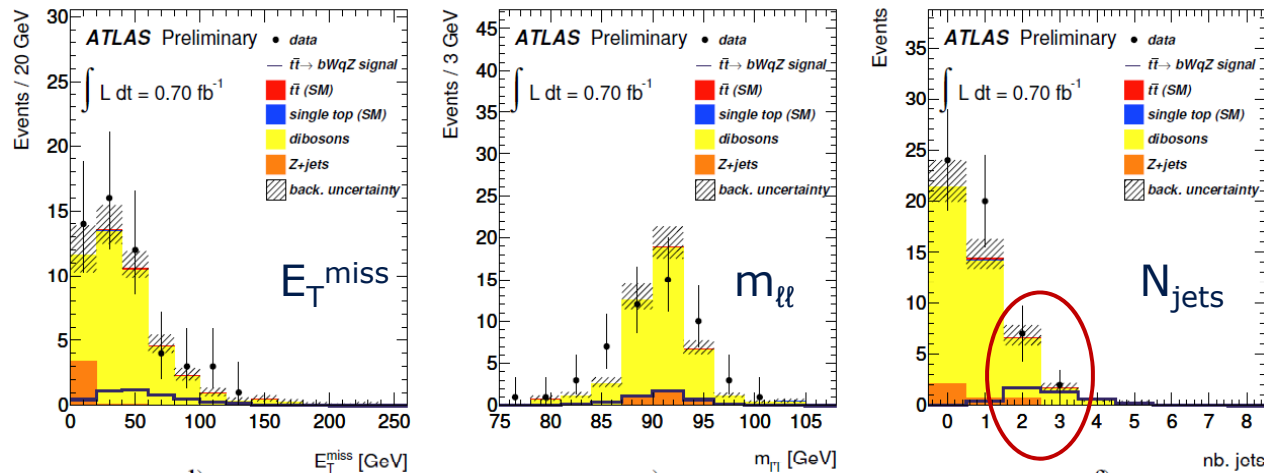 Events / 20 GeV
30
25
20
15
10
5
0
ATLAS Preliminary
∫ L dt = 0.70 fb⁻¹
data
tt̄→ bWqZ signal
tt̄ (SM)
single top (SM)
dibosons
Z+jets
back. uncertainty
E_T^miss
0 50 100 150 200 250
E_T^miss [GeV]
Events / 3 GeV
45
40
35
30
25
20
15
10
5
0
ATLAS Preliminary
∫ L dt = 0.70 fb⁻¹
data
tt̄→ bWqZ signal
tt̄ (SM)
single top (SM)
dibosons
Z+jets
back. uncertainty
m_ℓℓ
75 80 85 90 95 100 105
m_ll [GeV]
Events
35
30
25
20
15
10
5
0
ATLAS Preliminary
∫ L dt = 0.70 fb⁻¹
data
tt̄→ bWqZ signal
tt̄ (SM)
single top (SM)
dibosons
Z+jets
back. uncertainty
N_jets
0 1 2 3 4 5 6 7 8
nb. jets